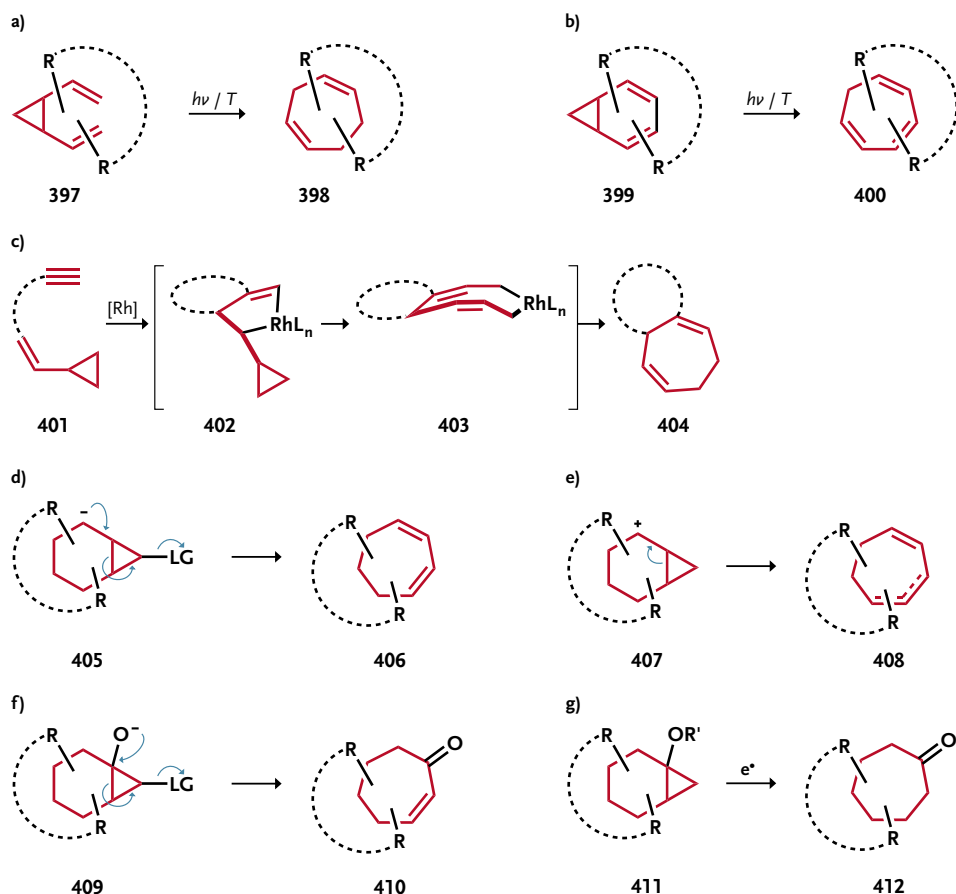 a)
R
R
hν / T
R
R
397
398
b)
R
R
hν / T
R
R
399
400
c)
[Rh]
RhLn
RhLn
401
402
403
404
d)
R
–
LG
R
R
R
405
406
e)
R
+
R
R
R
407
408
f)
O–
R
LG
R
O
R
R
409
410
g)
OR'
R
R
e•
O
R
R
411
412